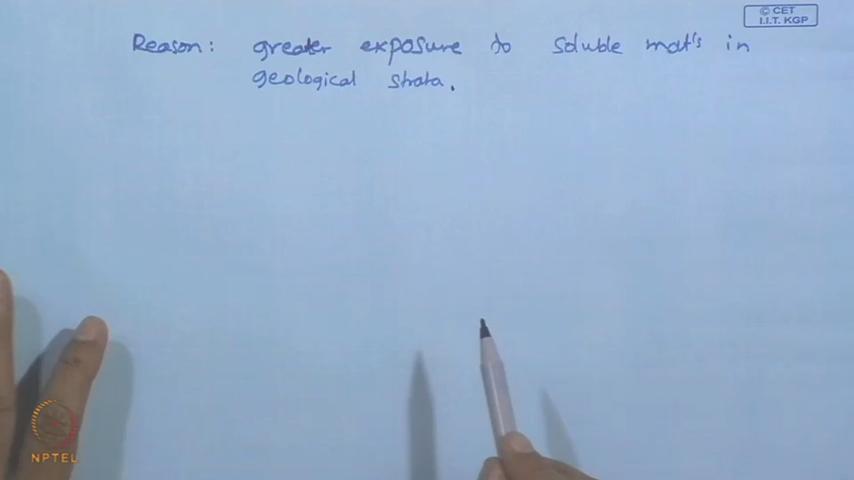 © CET
I.I.T. KGP
Reason: greater exposure to soluble mat's in
geological strata.
NPTEL